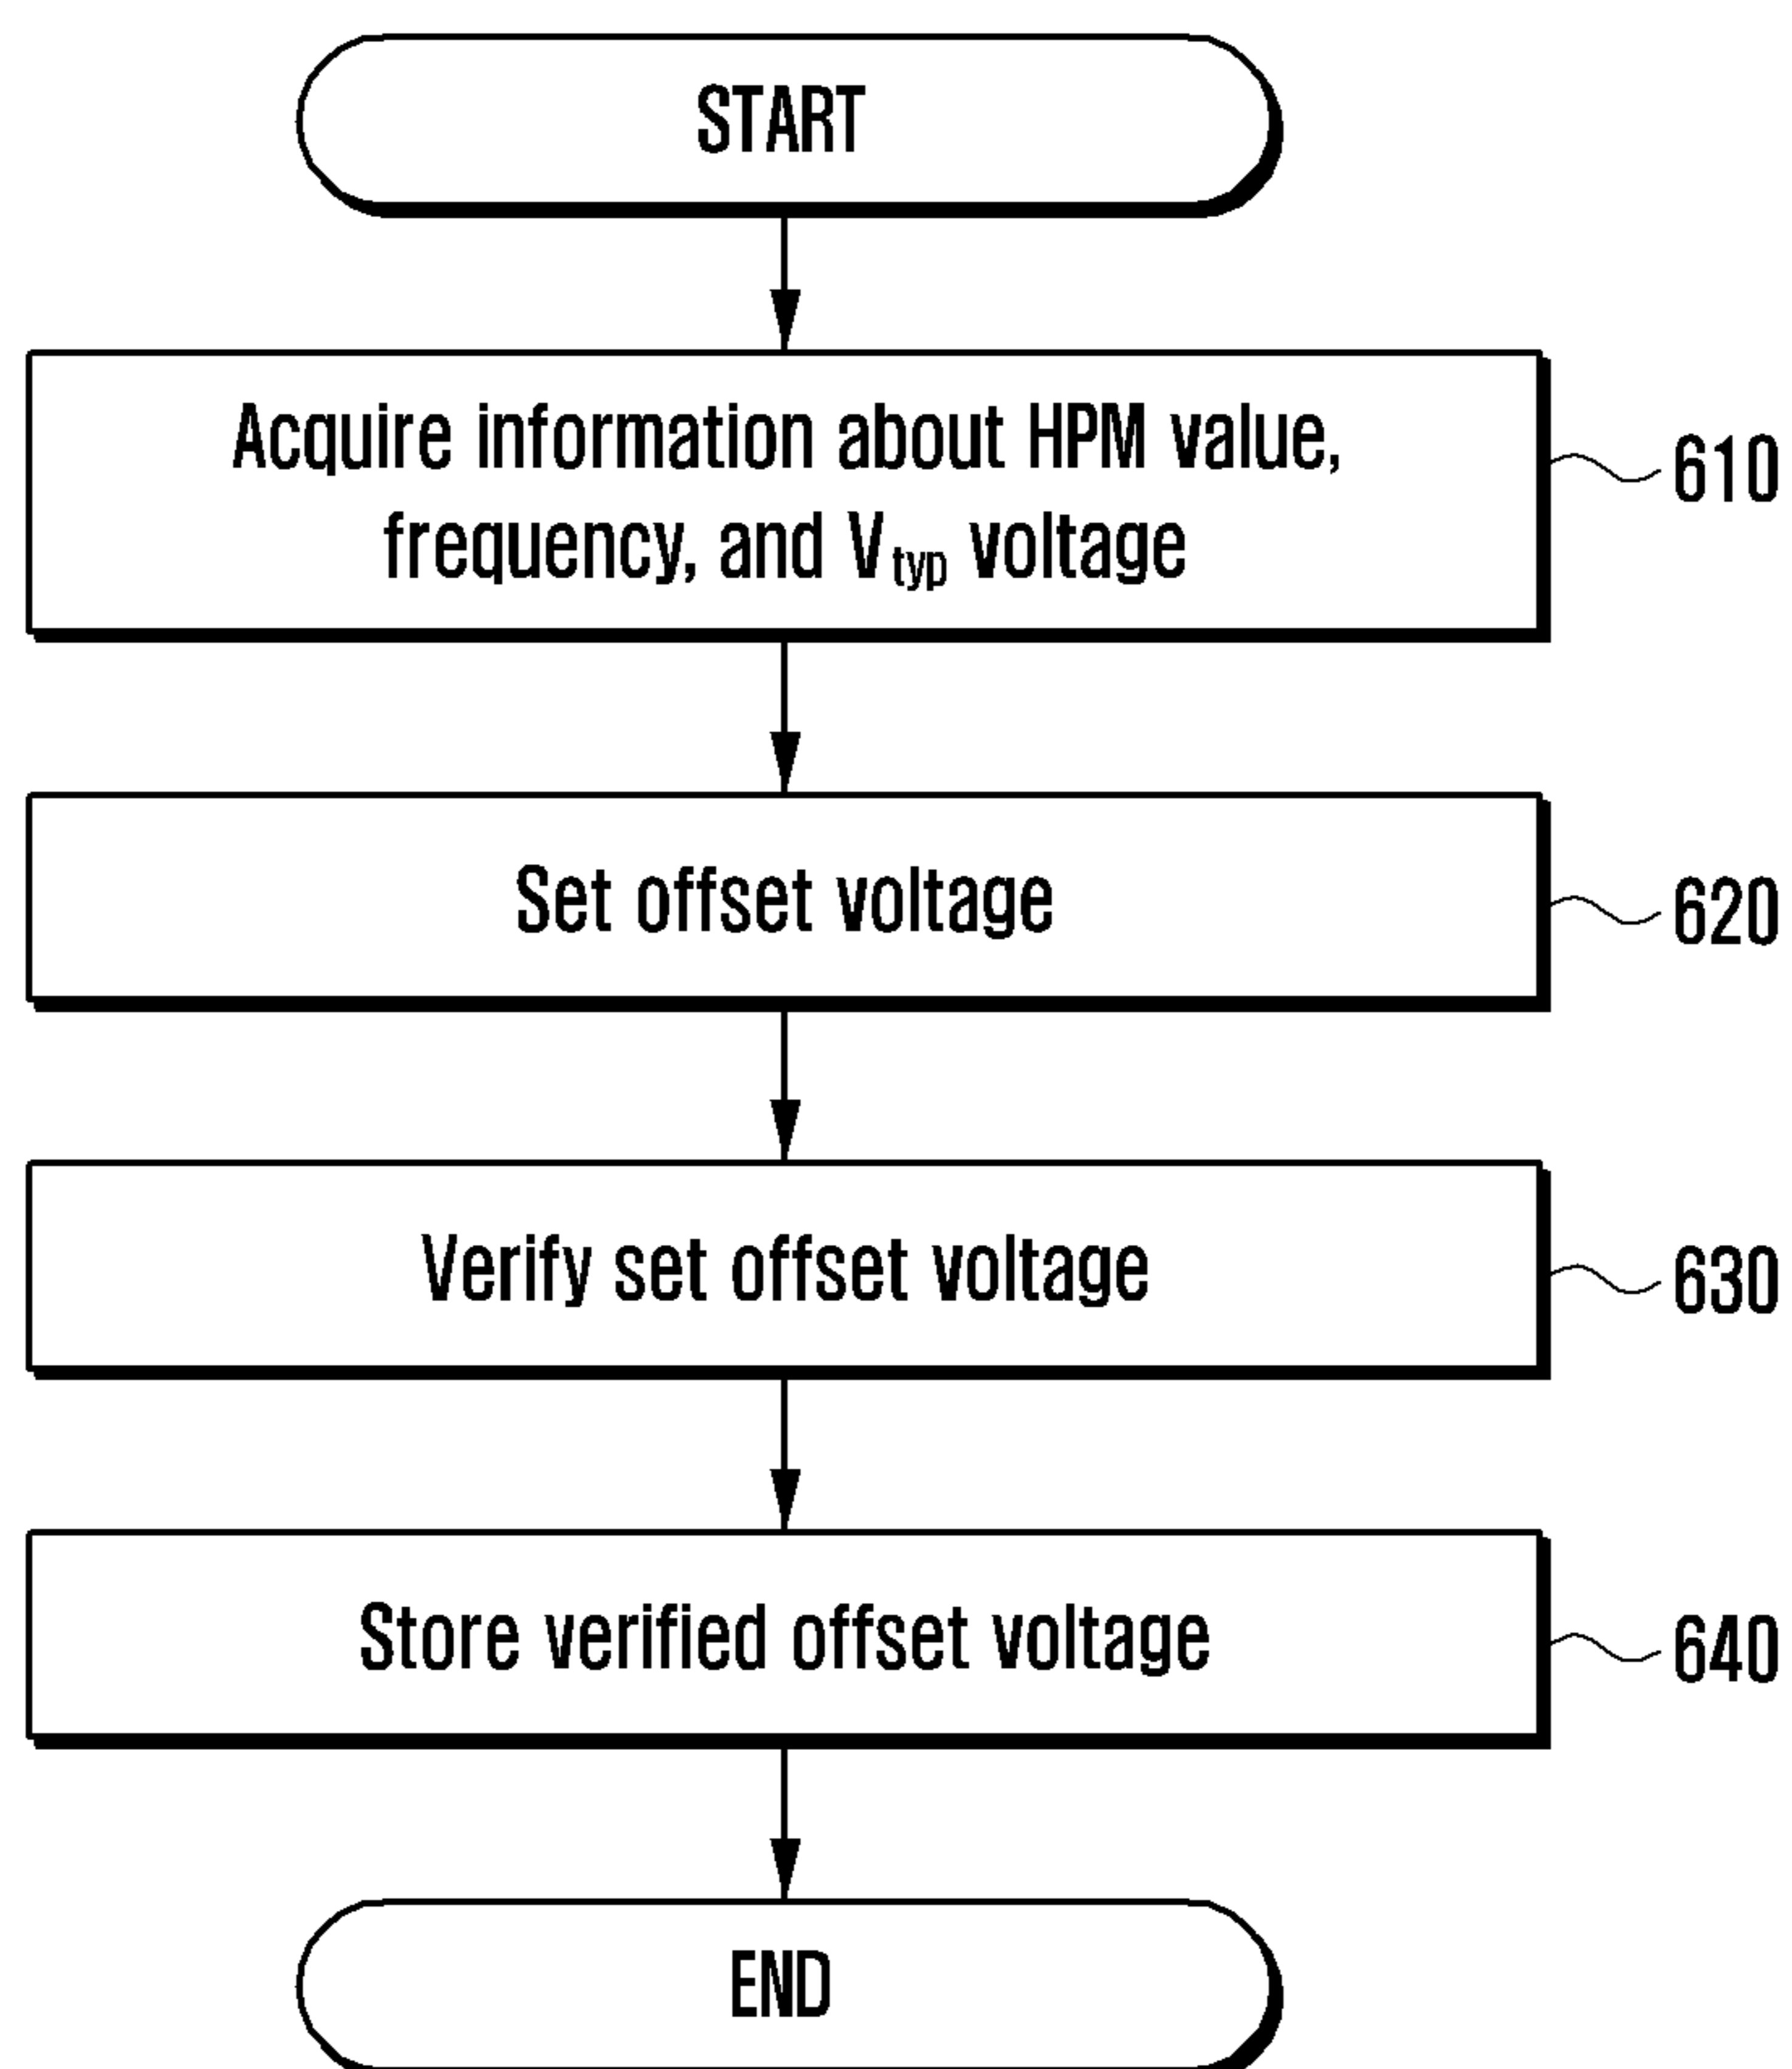 START
Acquire information about HPM value,
frequency, and Vtyp voltage
610
Set offset voltage
620
Verify set offset voltage
630
Store verified offset voltage
640
END